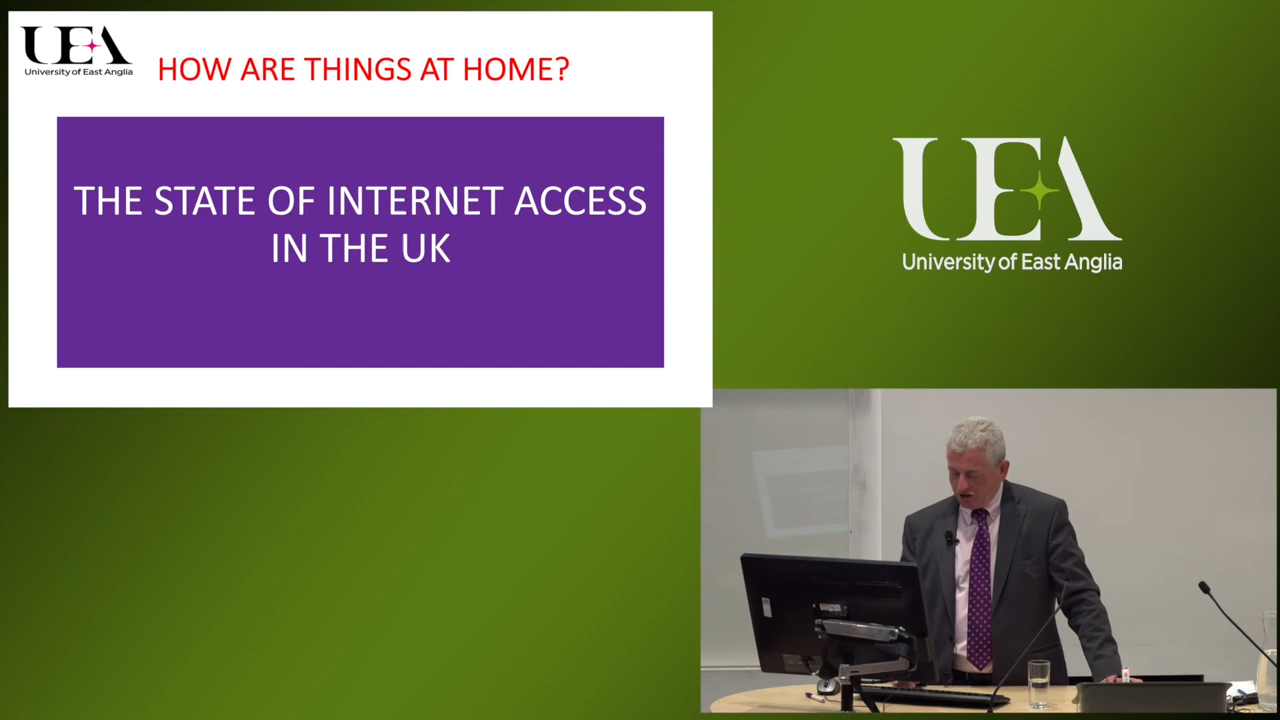 UEA
University of East Anglia
HOW ARE THINGS AT HOME?
THE STATE OF INTERNET ACCESS
IN THE UK
UEA
University of East Anglia